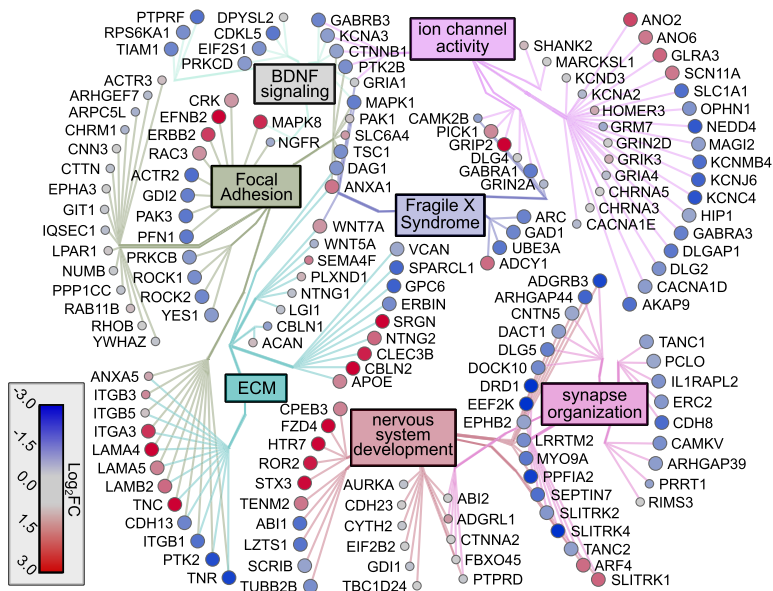 PTPRF
RPS6KA1
TIAM1
DPYSL2
CDKL5
EIF2S1
PRKCD
BDNF
signaling
GABRB3
KCNA3
CTNNB1
PTK2B
GRIA1
MAPK1
PAK1
SLC6A4
TSC1
DAG1
ANXA1
ion channel
activity
SHANK2
MARCKSL1
KCND3
KCNA2
HOMER3
GRM7
GRIN2D
GRIK3
GRIA4
CHRNA5
CHRNA3
CACNA1E
ANO2
ANO6
GLRA3
SCN11A
SLC1A1
OPHN1
NEDD4
MAGI2
KCNMB4
KCNJ6
KCNC4
HIP1
GABRA3
DLGAP1
DLG2
CACNA1D
AKAP9
ACTR3
ARHGEF7
ARPC5L
CHRM1
CNN3
CTTN
EPHA3
GIT1
IQSEC1
LPAR1
NUMB
PPP1CC
RAB11B
RHOB
YWHAZ
CRK
EFNB2
ERBB2
RAC3
ACTR2
GDI2
PAK3
PFN1
PRKCB
ROCK1
ROCK2
YES1
MAPK8
NGFR
Focal
Adhesion
CAMK2B
PICK1
GRIP2
DLG4
GABRA1
GRIN2A
Fragile X
Syndrome
ARC
GAD1
UBE3A
ADCY1
WNT7A
WNT5A
SEMA4F
PLXND1
NTNG1
LGI1
CBLN1
ACAN
VCAN
SPARCL1
GPC6
ERBIN
SRGN
NTNG2
CLEC3B
CBLN2
APOE
ECM
ANXA5
ITGB3
ITGB5
ITGA3
LAMA4
LAMA5
LAMB2
TNC
CDH13
ITGB1
PTK2
TNR
-3.0
-1.5
0.0
1.5
3.0
Log2FC
CPEB3
FZD4
HTR7
ROR2
STX3
TENM2
ABI1
LZTS1
SCRIB
TUBB2B
nervous
system
development
AURKA
CDH23
CYTH2
EIF2B2
GDI1
TBC1D24
ABI2
ADGRL1
CTNNA2
FBXO45
PTPRD
ADGRB3
ARHGAP44
CNTN5
DACT1
DLG5
DOCK10
DRD1
EEF2K
EPHB2
LRRTM2
MYO9A
PPFIA2
SEPTIN7
SLITRK2
SLITRK4
TANC2
ARF4
SLITRK1
synapse
organization
TANC1
PCLO
IL1RAPL2
ERC2
CDH8
CAMKV
ARHGAP39
PRRT1
RIMS3